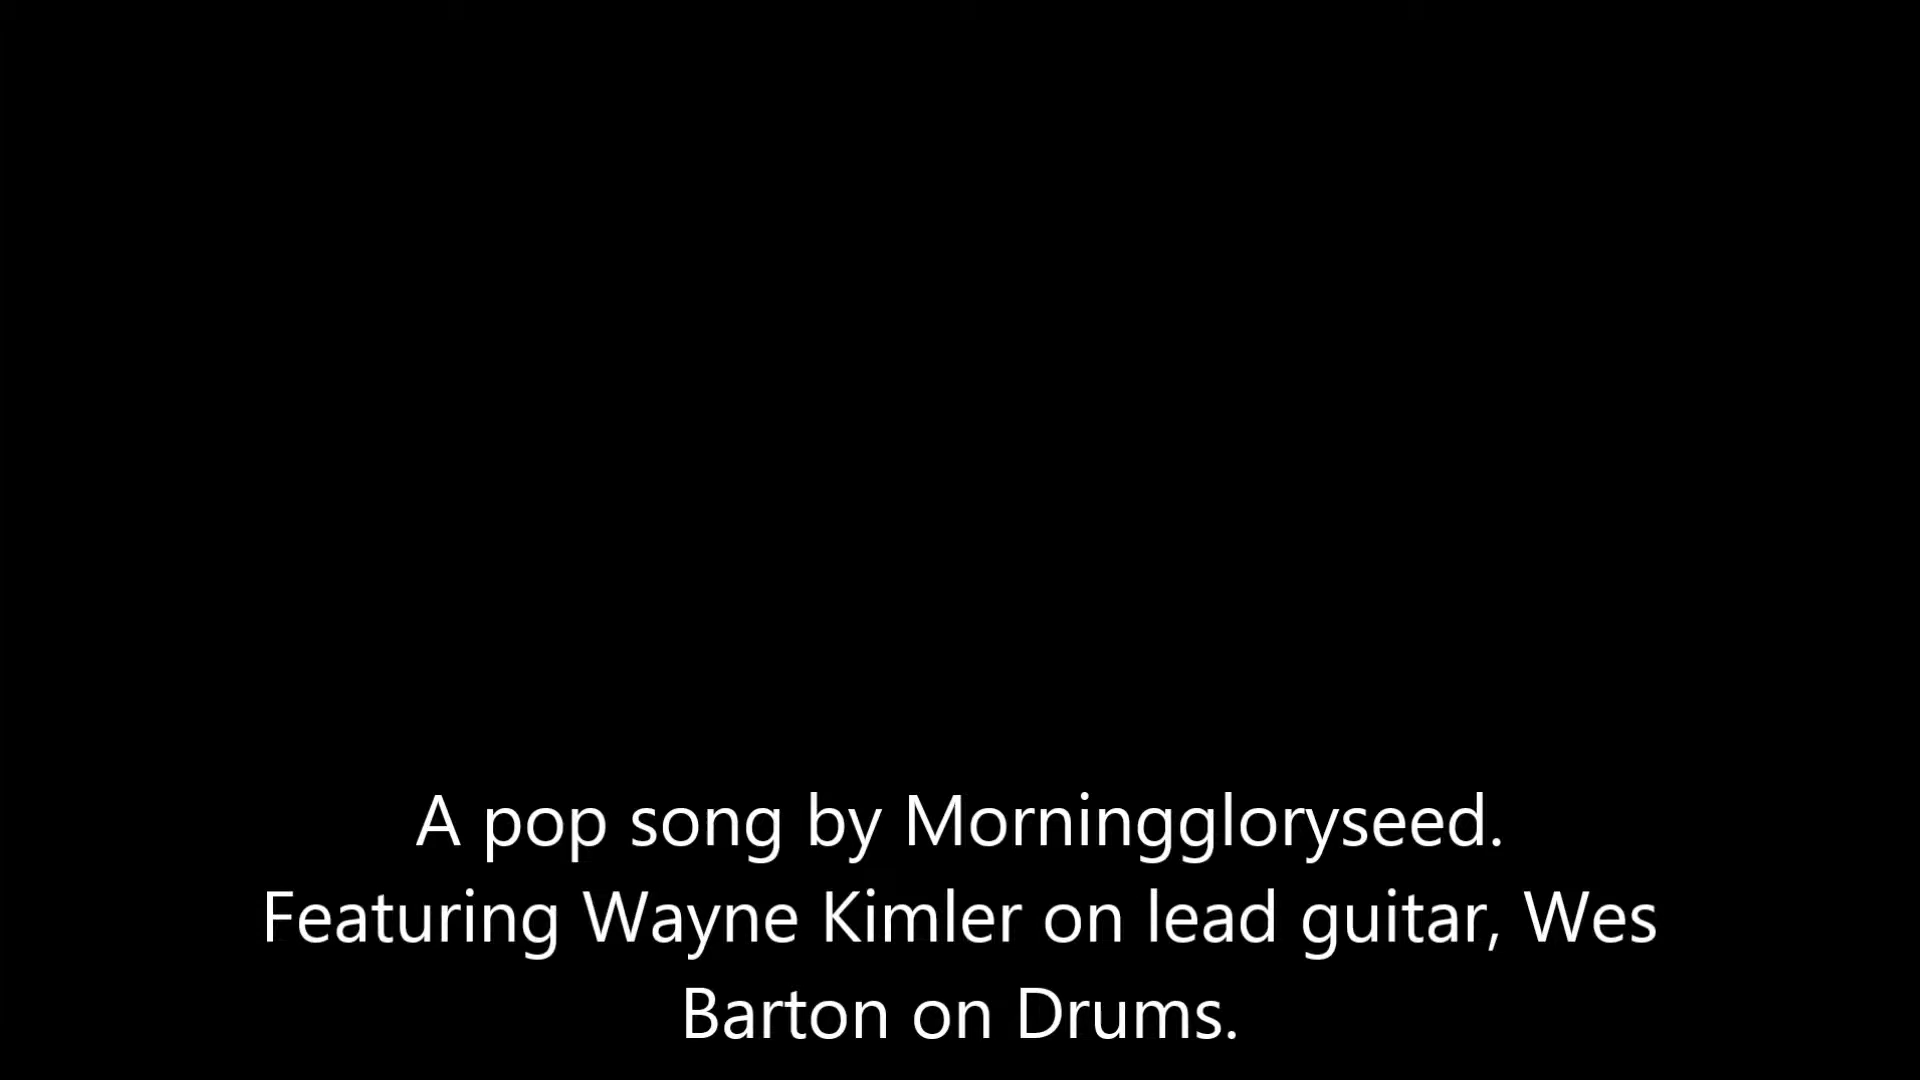 A pop song by Morninggloryseed.
Featuring Wayne Kimler on lead guitar, Wes
Barton on Drums.